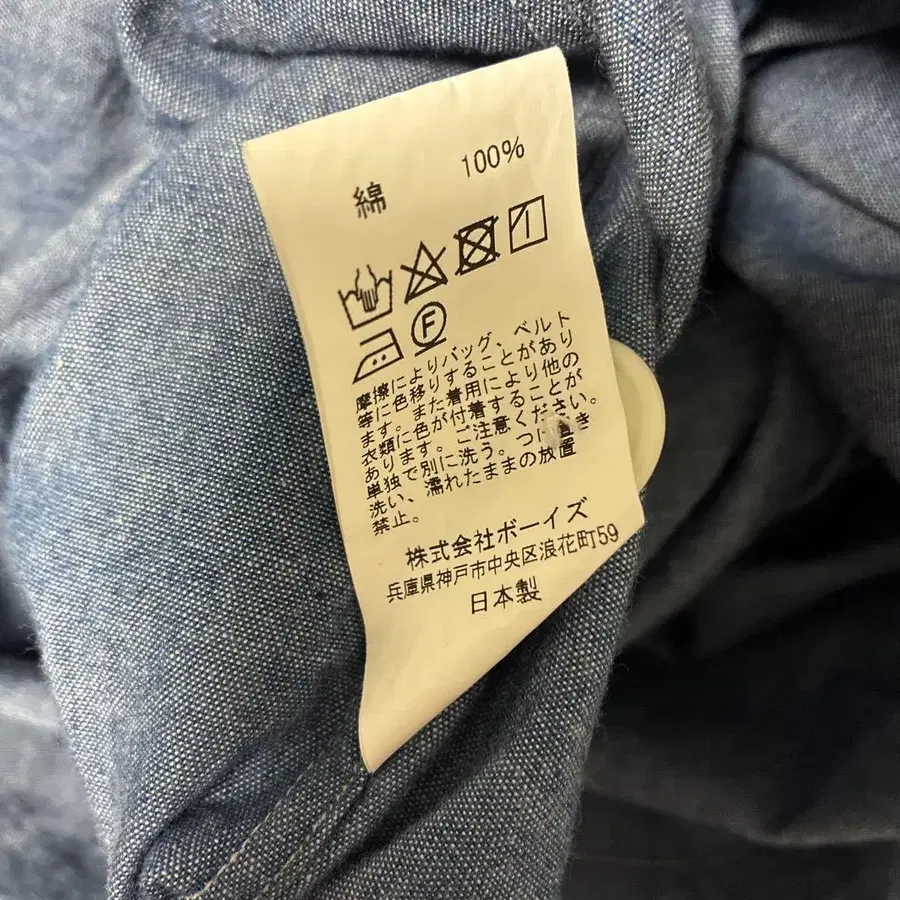 綿 100%
F
摩擦によりバッグ、ベルト
等に色移りすることがあり
ます。また着用により他の
衣類に色が付着することが
あります。ご注意ください。
単独で別に洗う。つけ置き
洗い、濡れたままの放置
禁止。
株式会社ボーイズ
兵庫県神戸市中央区浪花町59
日本製